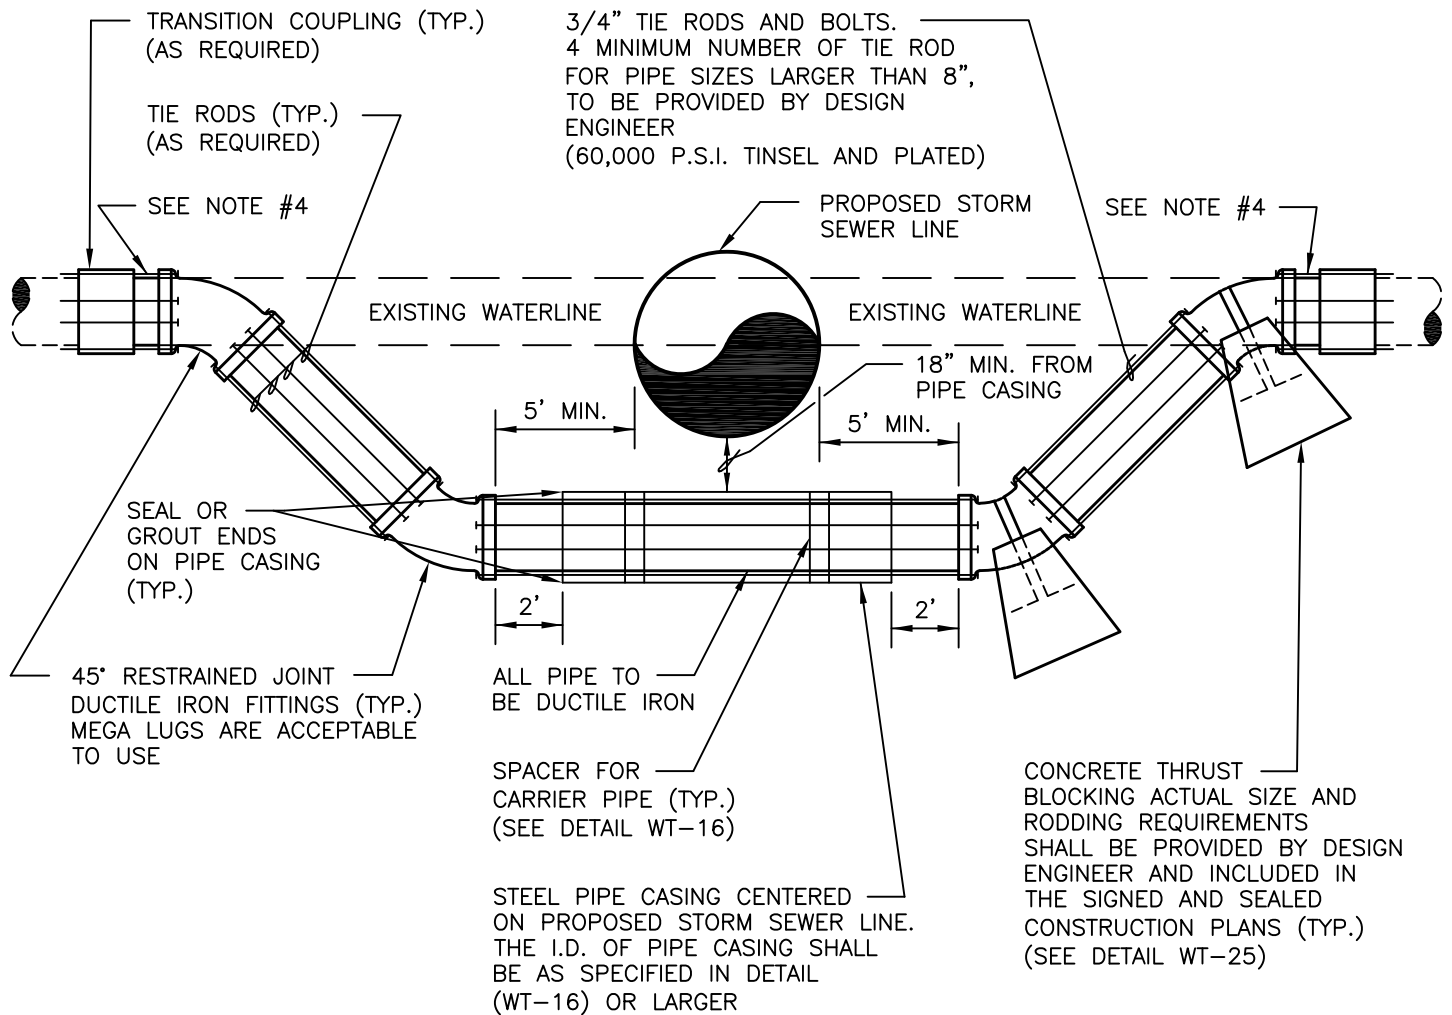 TRANSITION COUPLING (TYP.)
(AS REQUIRED)
TIE RODS (TYP.)
(AS REQUIRED)
SEE NOTE #4
3/4" TIE RODS AND BOLTS.
4 MINIMUM NUMBER OF TIE ROD
FOR PIPE SIZES LARGER THAN 8",
TO BE PROVIDED BY DESIGN
ENGINEER
(60,000 P.S.I. TINSEL AND PLATED)
PROPOSED STORM
SEWER LINE
SEE NOTE #4
EXISTING WATERLINE
EXISTING WATERLINE
18" MIN. FROM
PIPE CASING
5' MIN.
5' MIN.
SEAL OR
GROUT ENDS
ON PIPE CASING
(TYP.)
2'
2'
45° RESTRAINED JOINT
DUCTILE IRON FITTINGS (TYP.)
MEGA LUGS ARE ACCEPTABLE
TO USE
ALL PIPE TO
BE DUCTILE IRON
SPACER FOR
CARRIER PIPE (TYP.)
(SEE DETAIL WT-16)
STEEL PIPE CASING CENTERED
ON PROPOSED STORM SEWER LINE.
THE I.D. OF PIPE CASING SHALL
BE AS SPECIFIED IN DETAIL
(WT-16) OR LARGER
CONCRETE THRUST
BLOCKING ACTUAL SIZE AND
RODDING REQUIREMENTS
SHALL BE PROVIDED BY DESIGN
ENGINEER AND INCLUDED IN
THE SIGNED AND SEALED
CONSTRUCTION PLANS (TYP.)
(SEE DETAIL WT-25)